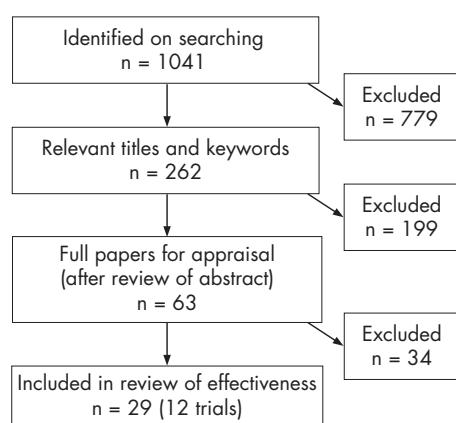 Identified on searching
n = 1041
Excluded
n = 779
Relevant titles and keywords
n = 262
Excluded
n = 199
Full papers for appraisal
(after review of abstract)
n = 63
Excluded
n = 34
Included in review of effectiveness
n = 29 (12 trials)